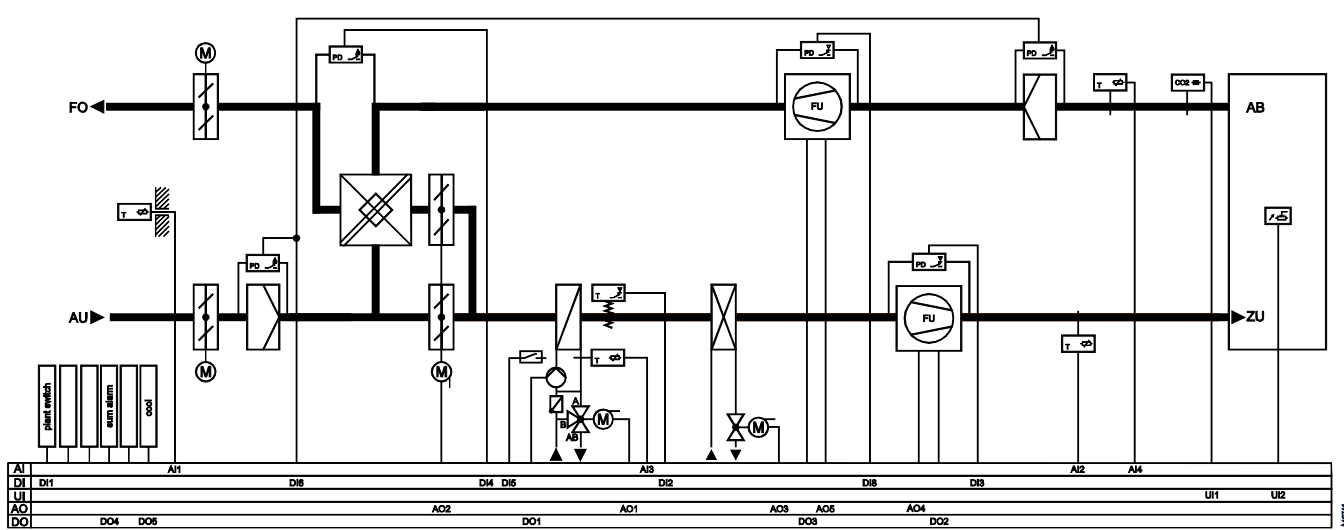 M
PD
PD
PD
FO
FU
T
CO2
AB
T
PD
PD
AU
FU
ZU
T
M
M
T
T
plant switch
sum alarm
cool
A
M
B
AB
M
AI AI1 AI3 AI2 AI4
DI DI1 DI6 DI4 DI5 DI2 DI8 DI3
UI UI1 UI2
AO AO2 AO1 AO3 AO5 AO4
DO DO4 DO5 DO1 DO3 DO2